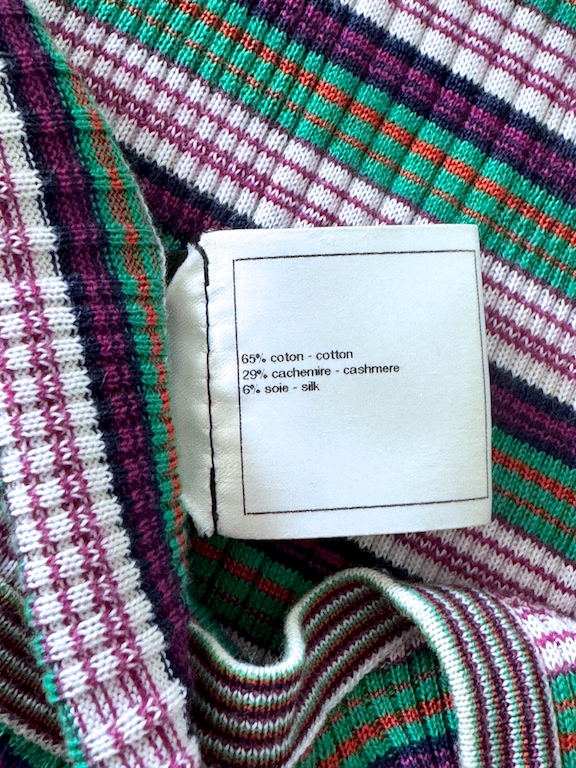 65% coton - cotton
29% cachemire - cashmere
6% soie - silk